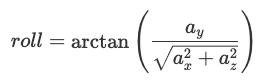 roll = arctan ( a_y / √(a_x² + a_z²) )